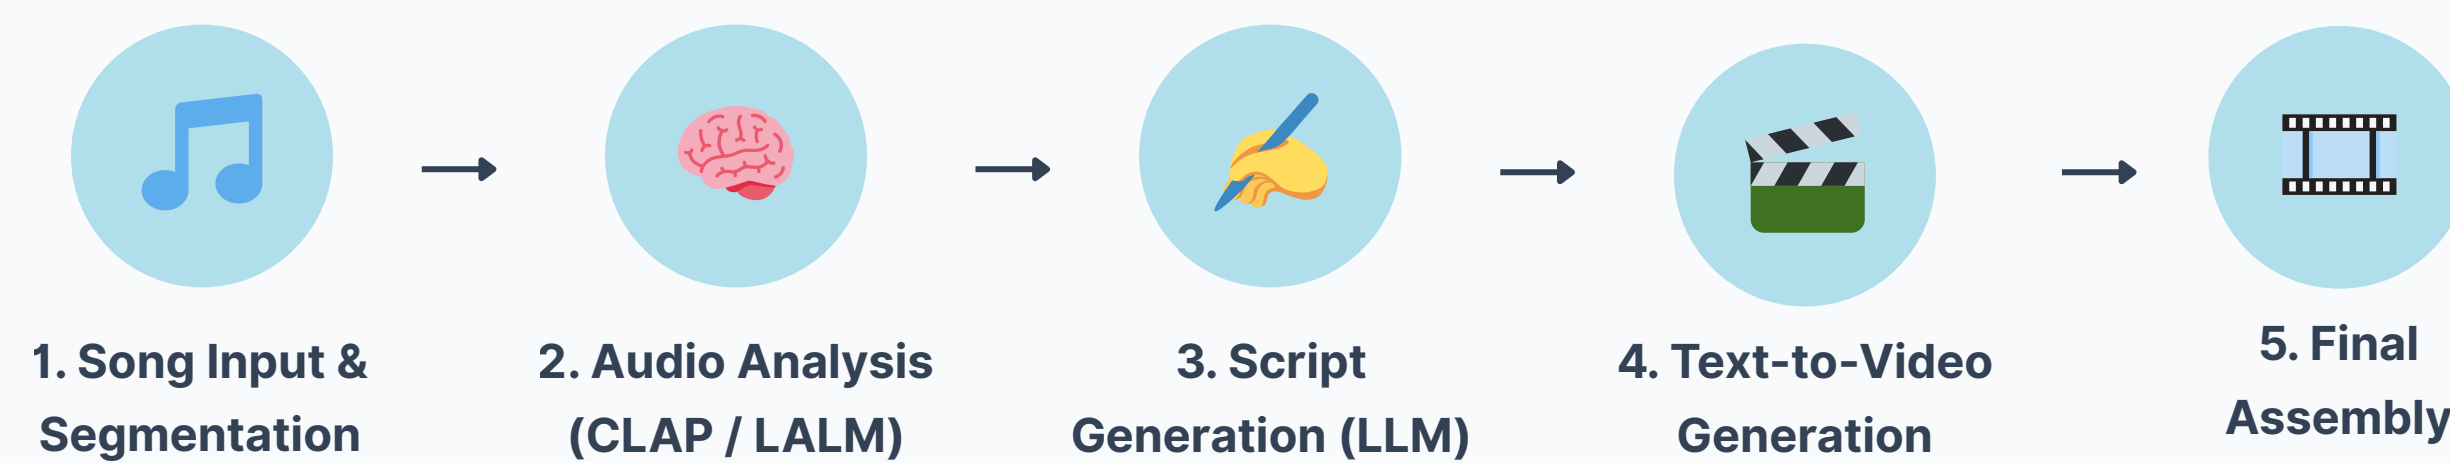 1. Song Input &
Segmentation
2. Audio Analysis
(CLAP / LALM)
3. Script
Generation (LLM)
4. Text-to-Video
Generation
5. Final
Assembly